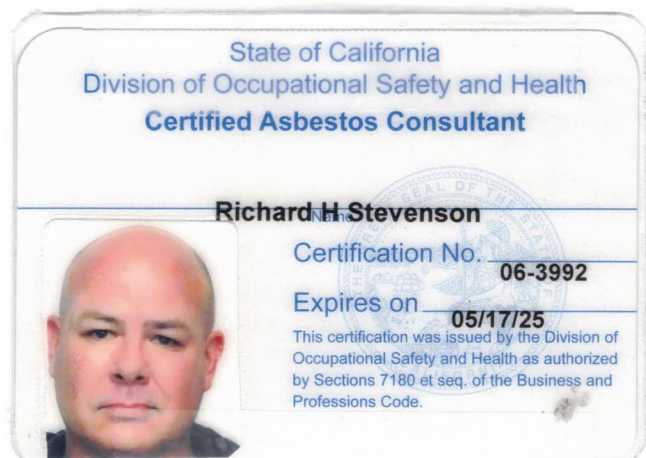 State of California
Division of Occupational Safety and Health
Certified Asbestos Consultant
Richard H Stevenson
Name
Certification No. 06-3992
Expires on 05/17/25
This certification was issued by the Division of
Occupational Safety and Health as authorized
by Sections 7180 et seq. of the Business and
Professions Code.